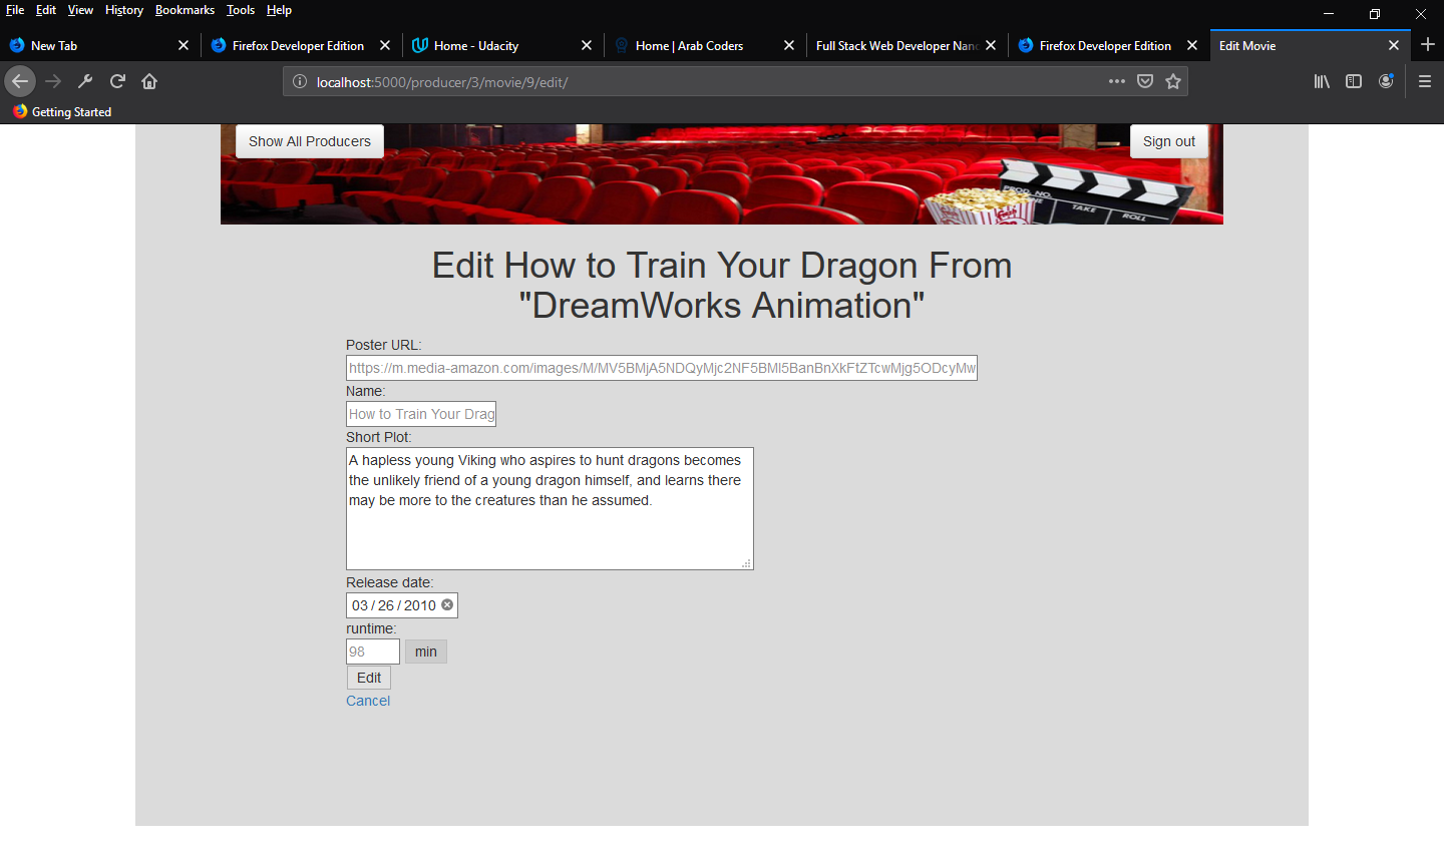 File Edit View History Bookmarks Tools Help
New Tab
Firefox Developer Edition
Home - Udacity
Home | Arab Coders
Full Stack Web Developer Nan
Firefox Developer Edition
Edit Movie
localhost:5000/producer/3/movie/9/edit/
Getting Started
Show All Producers
Sign out
PROD. NO.
TAKE
ROLL
Edit How to Train Your Dragon From
"DreamWorks Animation"
Poster URL:
https://m.media-amazon.com/images/M/MV5BMjA5NDQyMjc2NF5BMl5BanBnXkFtZTcwMjg5ODcyMw
Name:
How to Train Your Drag
Short Plot:
A hapless young Viking who aspires to hunt dragons becomes
the unlikely friend of a young dragon himself, and learns there
may be more to the creatures than he assumed.
Release date:
03 / 26 / 2010
runtime:
98 min
Edit
Cancel